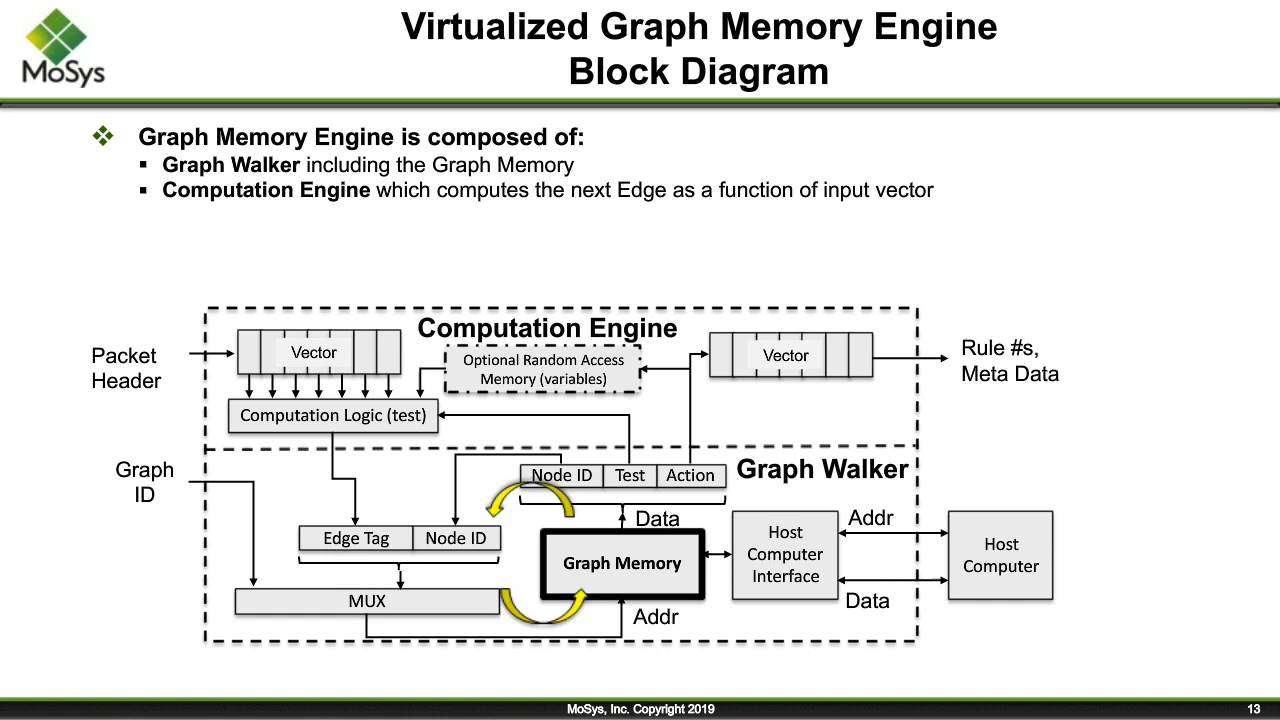 MoSys
Virtualized Graph Memory Engine
Block Diagram
Graph Memory Engine is composed of:
Graph Walker including the Graph Memory
Computation Engine which computes the next Edge as a function of input vector
Computation Engine
Packet
Header
Vector
Optional Random Access
Memory (variables)
Vector
Rule #s,
Meta Data
Computation Logic (test)
Graph
ID
Node ID
Test
Action
Graph Walker
Data
Edge Tag
Node ID
Graph Memory
Host
Computer
Interface
Addr
Data
Host
Computer
MUX
Addr
MoSys, Inc. Copyright 2019
13